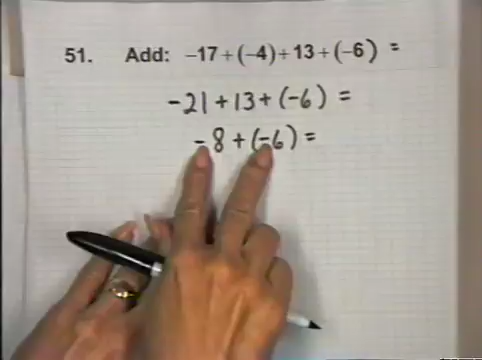 51. Add: -17 + (-4) + 13 + (-6) =
-21 + 13 + (-6) =
-8 + (-6) =